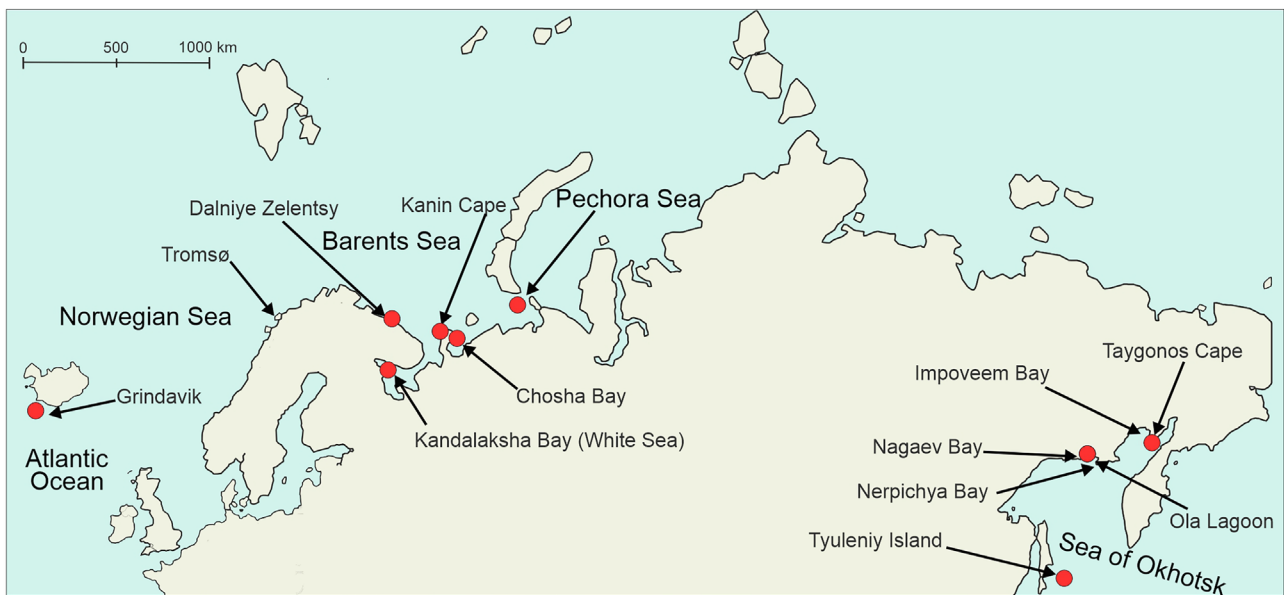 0 500 1000 km
Dalniye Zelentsy
Kanin Cape
Pechora Sea
Barents Sea
Tromsø
Norwegian Sea
Grindavik
Chosha Bay
Kandalaksha Bay (White Sea)
Atlantic
Ocean
Taygonos Cape
Impoveem Bay
Nagaev Bay
Nerpichya Bay
Ola Lagoon
Tyuleniy Island
Sea of Okhotsk